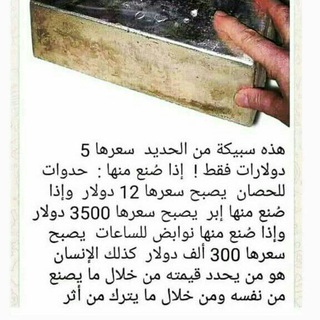 هذه سبيكة من الحديد سعرها 5
دولارات فقط ! إذا صُنع منها : حدوات
للحصان يصبح سعرها 12 دولار وإذا
صُنع منها إبر يصبح سعرها 3500 دولار
وإذا صُنع منها نوابض للساعات يصبح
سعرها 300 ألف دولار كذلك الإنسان
هو من يحدد قيمته من خلال ما يصنع
من نفسه ومن خلال ما يترك من أثر